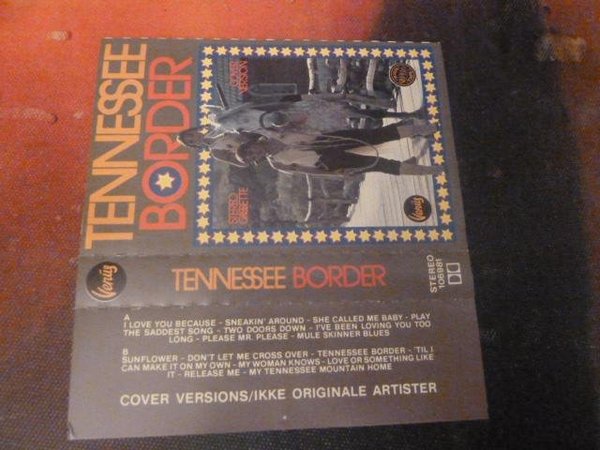 TENNESSEE
BORDER
COVER
VERSION
STEREO
CASSETTE
Venus
Venus
TENNESSEE BORDER
STEREO
106981
A
I LOVE YOU BECAUSE - SNEAKIN' AROUND - SHE CALLED ME BABY - PLAY
THE SADDEST SONG - TWO DOORS DOWN - I'VE BEEN LOVING YOU TOO
LONG - PLEASE MR. PLEASE - MULE SKINNER BLUES
B
SUNFLOWER - DON'T LET ME CROSS OVER - TENNESSEE BORDER - 'TIL I
CAN MAKE IT ON MY OWN - MY WOMAN KNOWS - LOVE OR SOMETHING LIKE
IT - RELEASE ME - MY TENNESSEE MOUNTAIN HOME
COVER VERSIONS/IKKE ORIGINALE ARTISTER